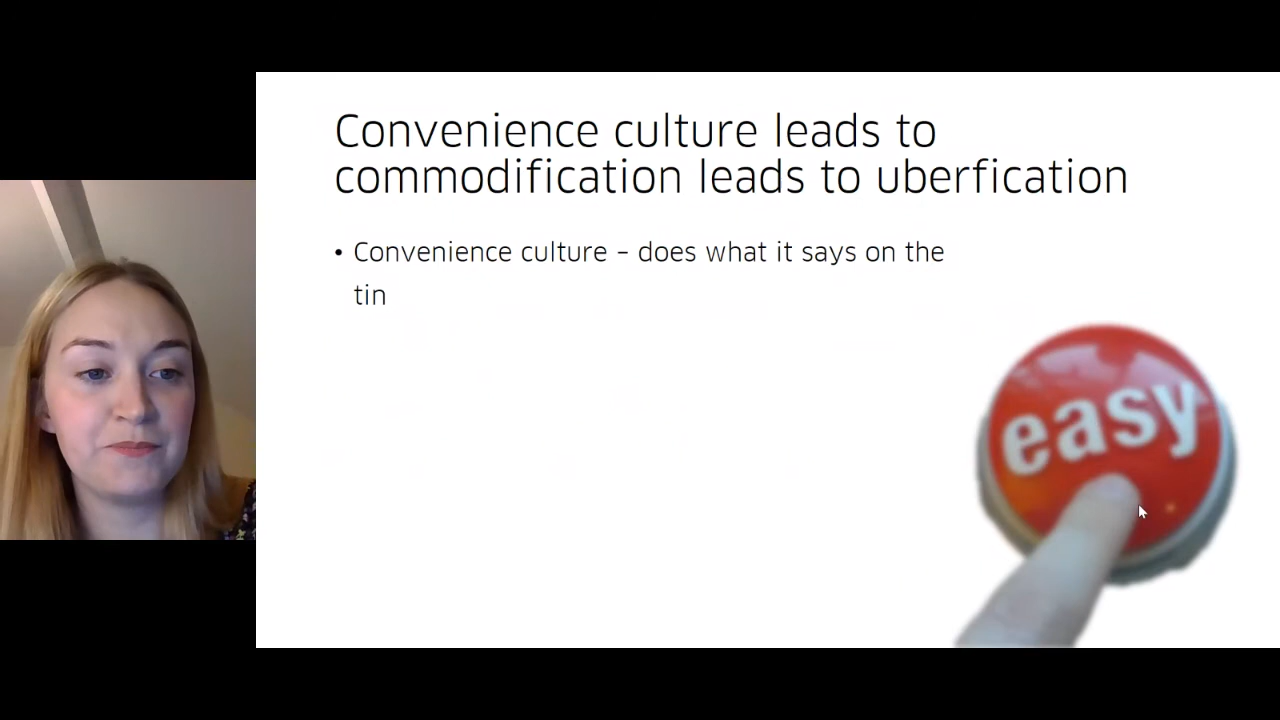 Convenience culture leads to
commodification leads to uberfication
• Convenience culture – does what it says on the
tin
easy